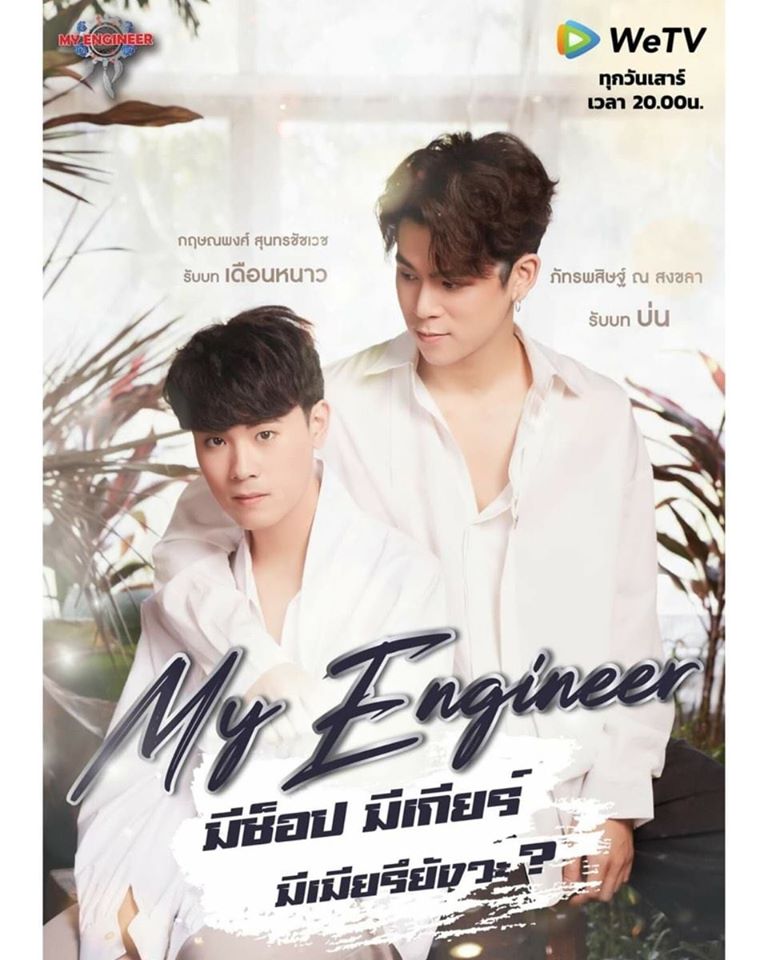 MY ENGINEER
WeTV
ทุกวันเสาร์
เวลา 20.00น.
กฤษณพงศ์ สุนทรชัชเวช
รับบท เดือนหนาว
ภัทรพสิษฐ์ ณ สงขลา
รับบท บ่น
My Engineer
มีช็อป มีเกียร์
มีเมียรึยังวะ?